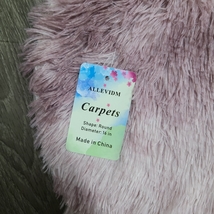 ALLEVIDM
Carpets
Shape: Round
Diameter: 16 in
Made in China